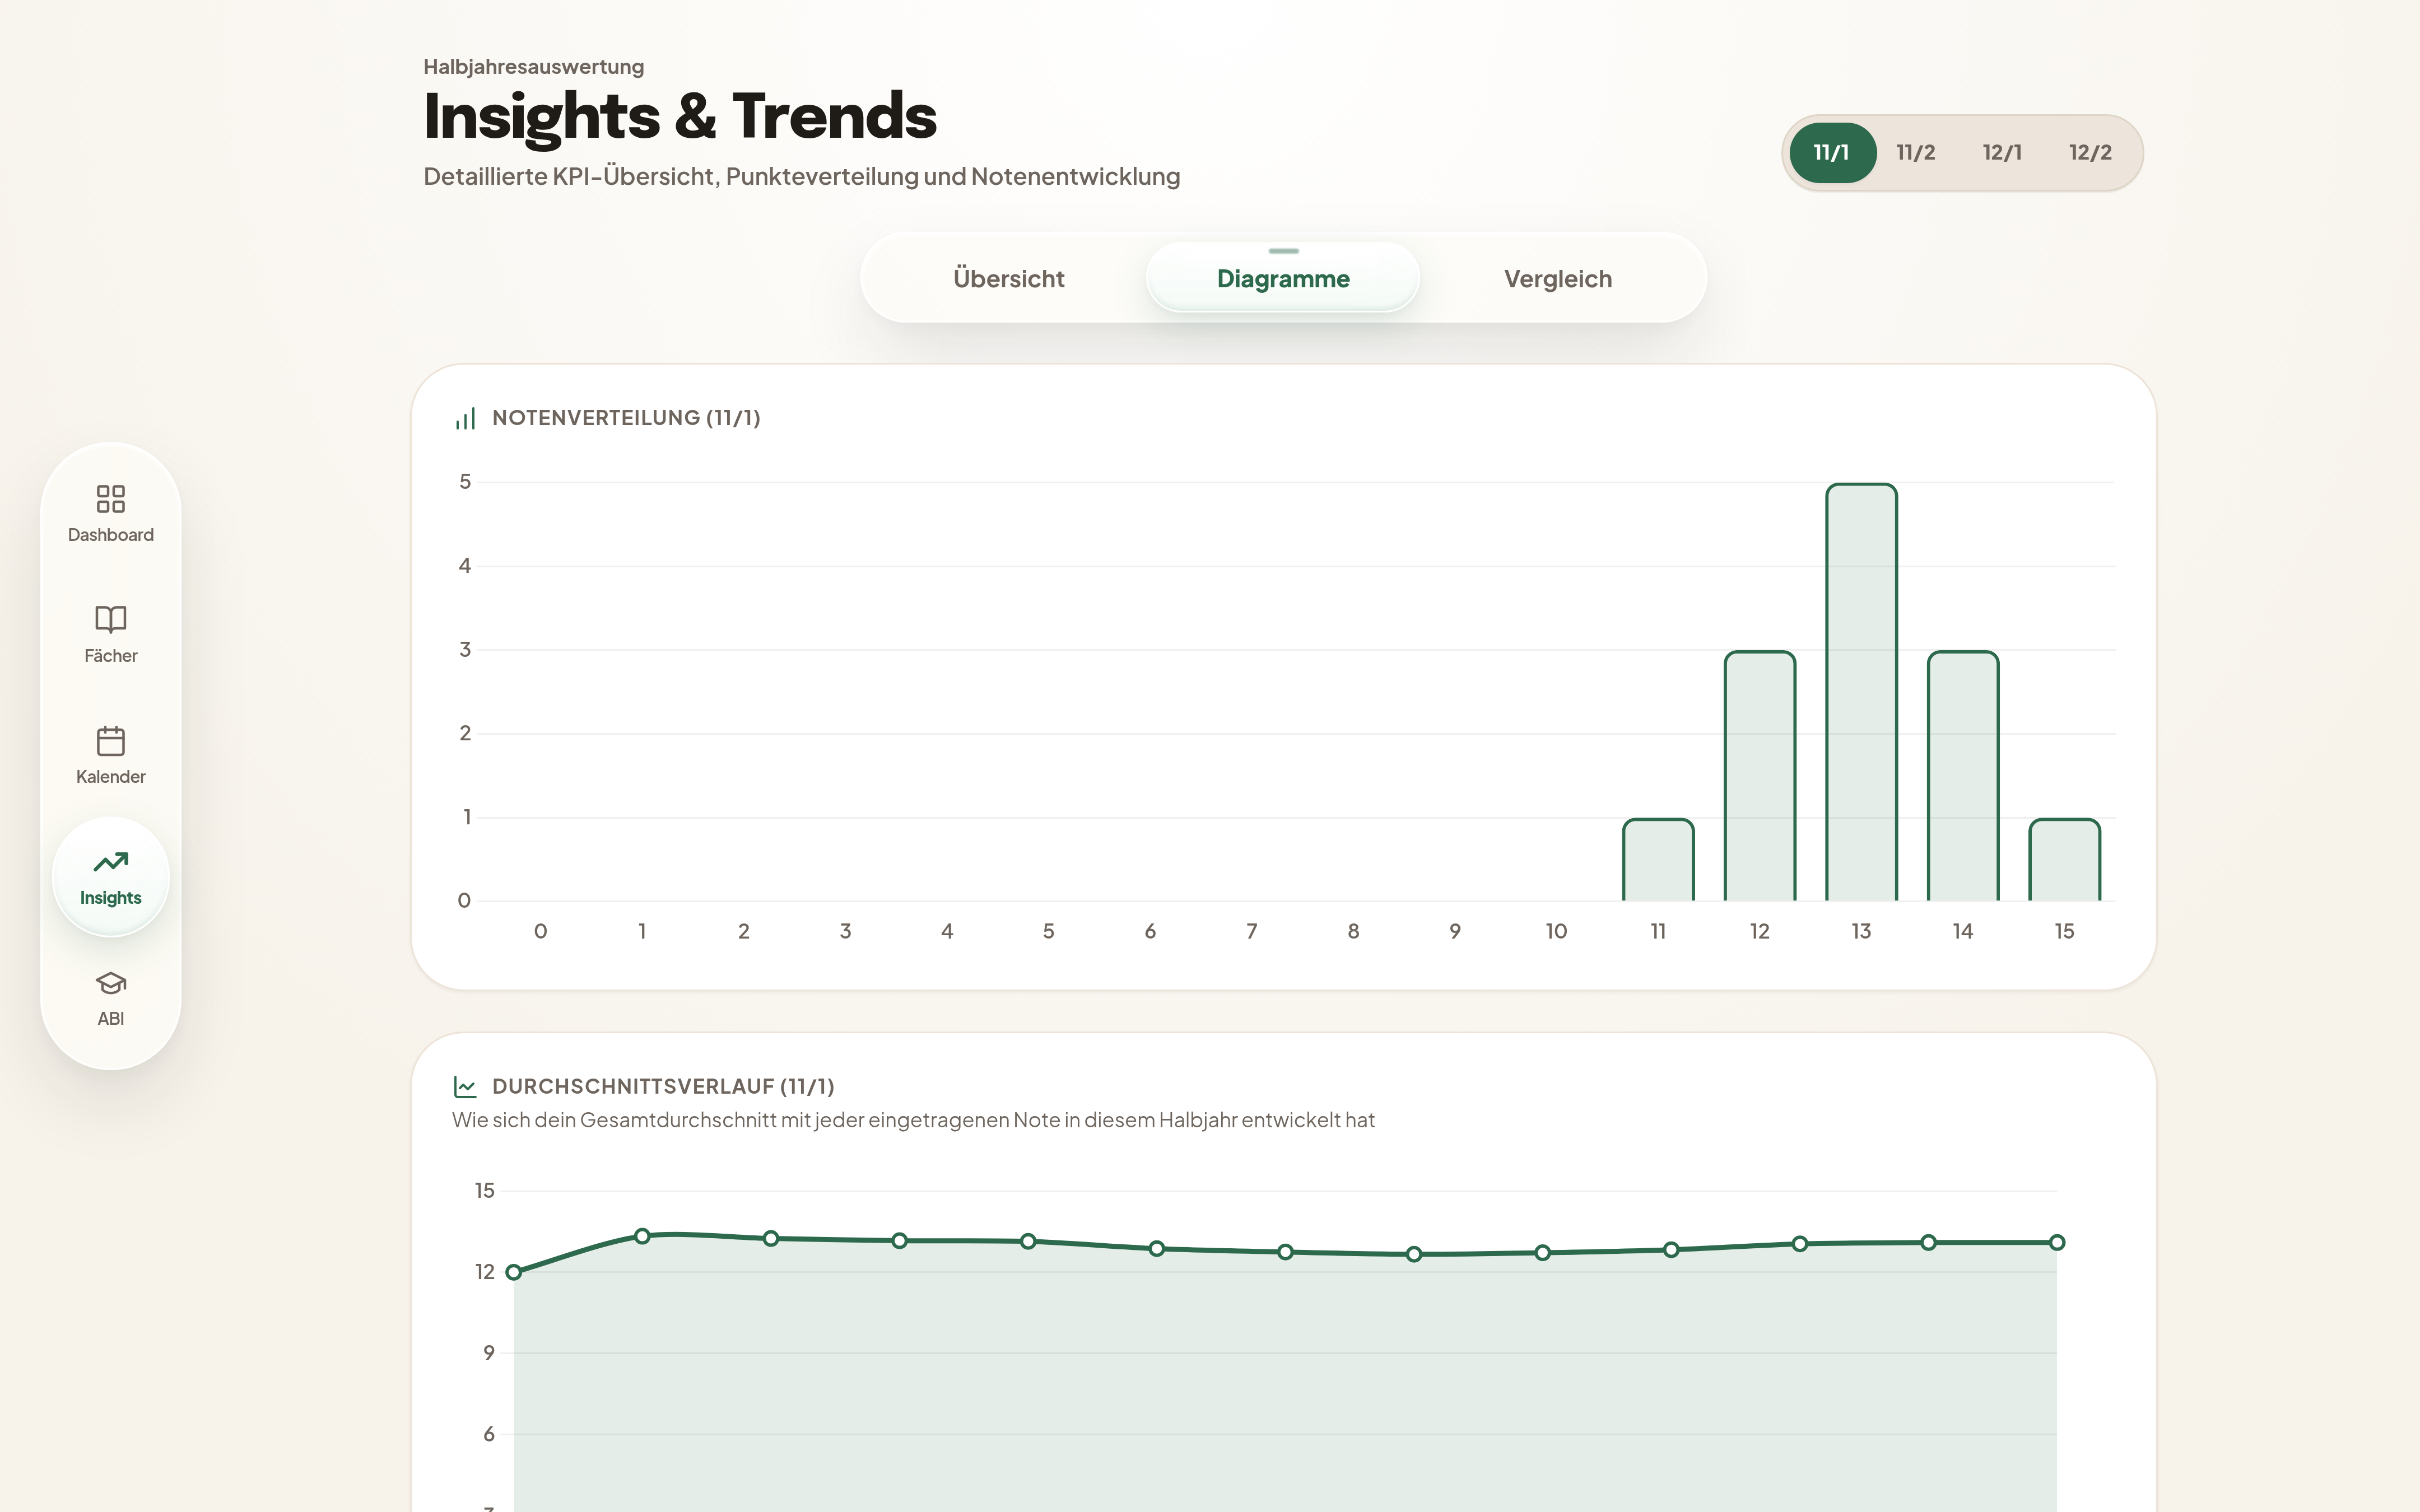 Halbjahresauswertung
Insights & Trends
Detaillierte KPI-Übersicht, Punkteverteilung und Notenentwicklung
11/1 11/2 12/1 12/2
Übersicht Diagramme Vergleich
Dashboard
Fächer
Kalender
Insights
ABI
NOTENVERTEILUNG (11/1)
5
4
3
2
1
0
0 1 2 3 4 5 6 7 8 9 10 11 12 13 14 15
DURCHSCHNITTSVERLAUF (11/1)
Wie sich dein Gesamtdurchschnitt mit jeder eingetragenen Note in diesem Halbjahr entwickelt hat
15
12
9
6